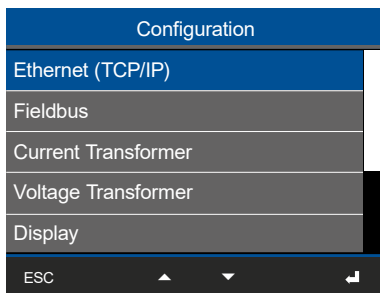 Configuration
Ethernet (TCP/IP)
Fieldbus
Current Transformer
Voltage Transformer
Display
ESC